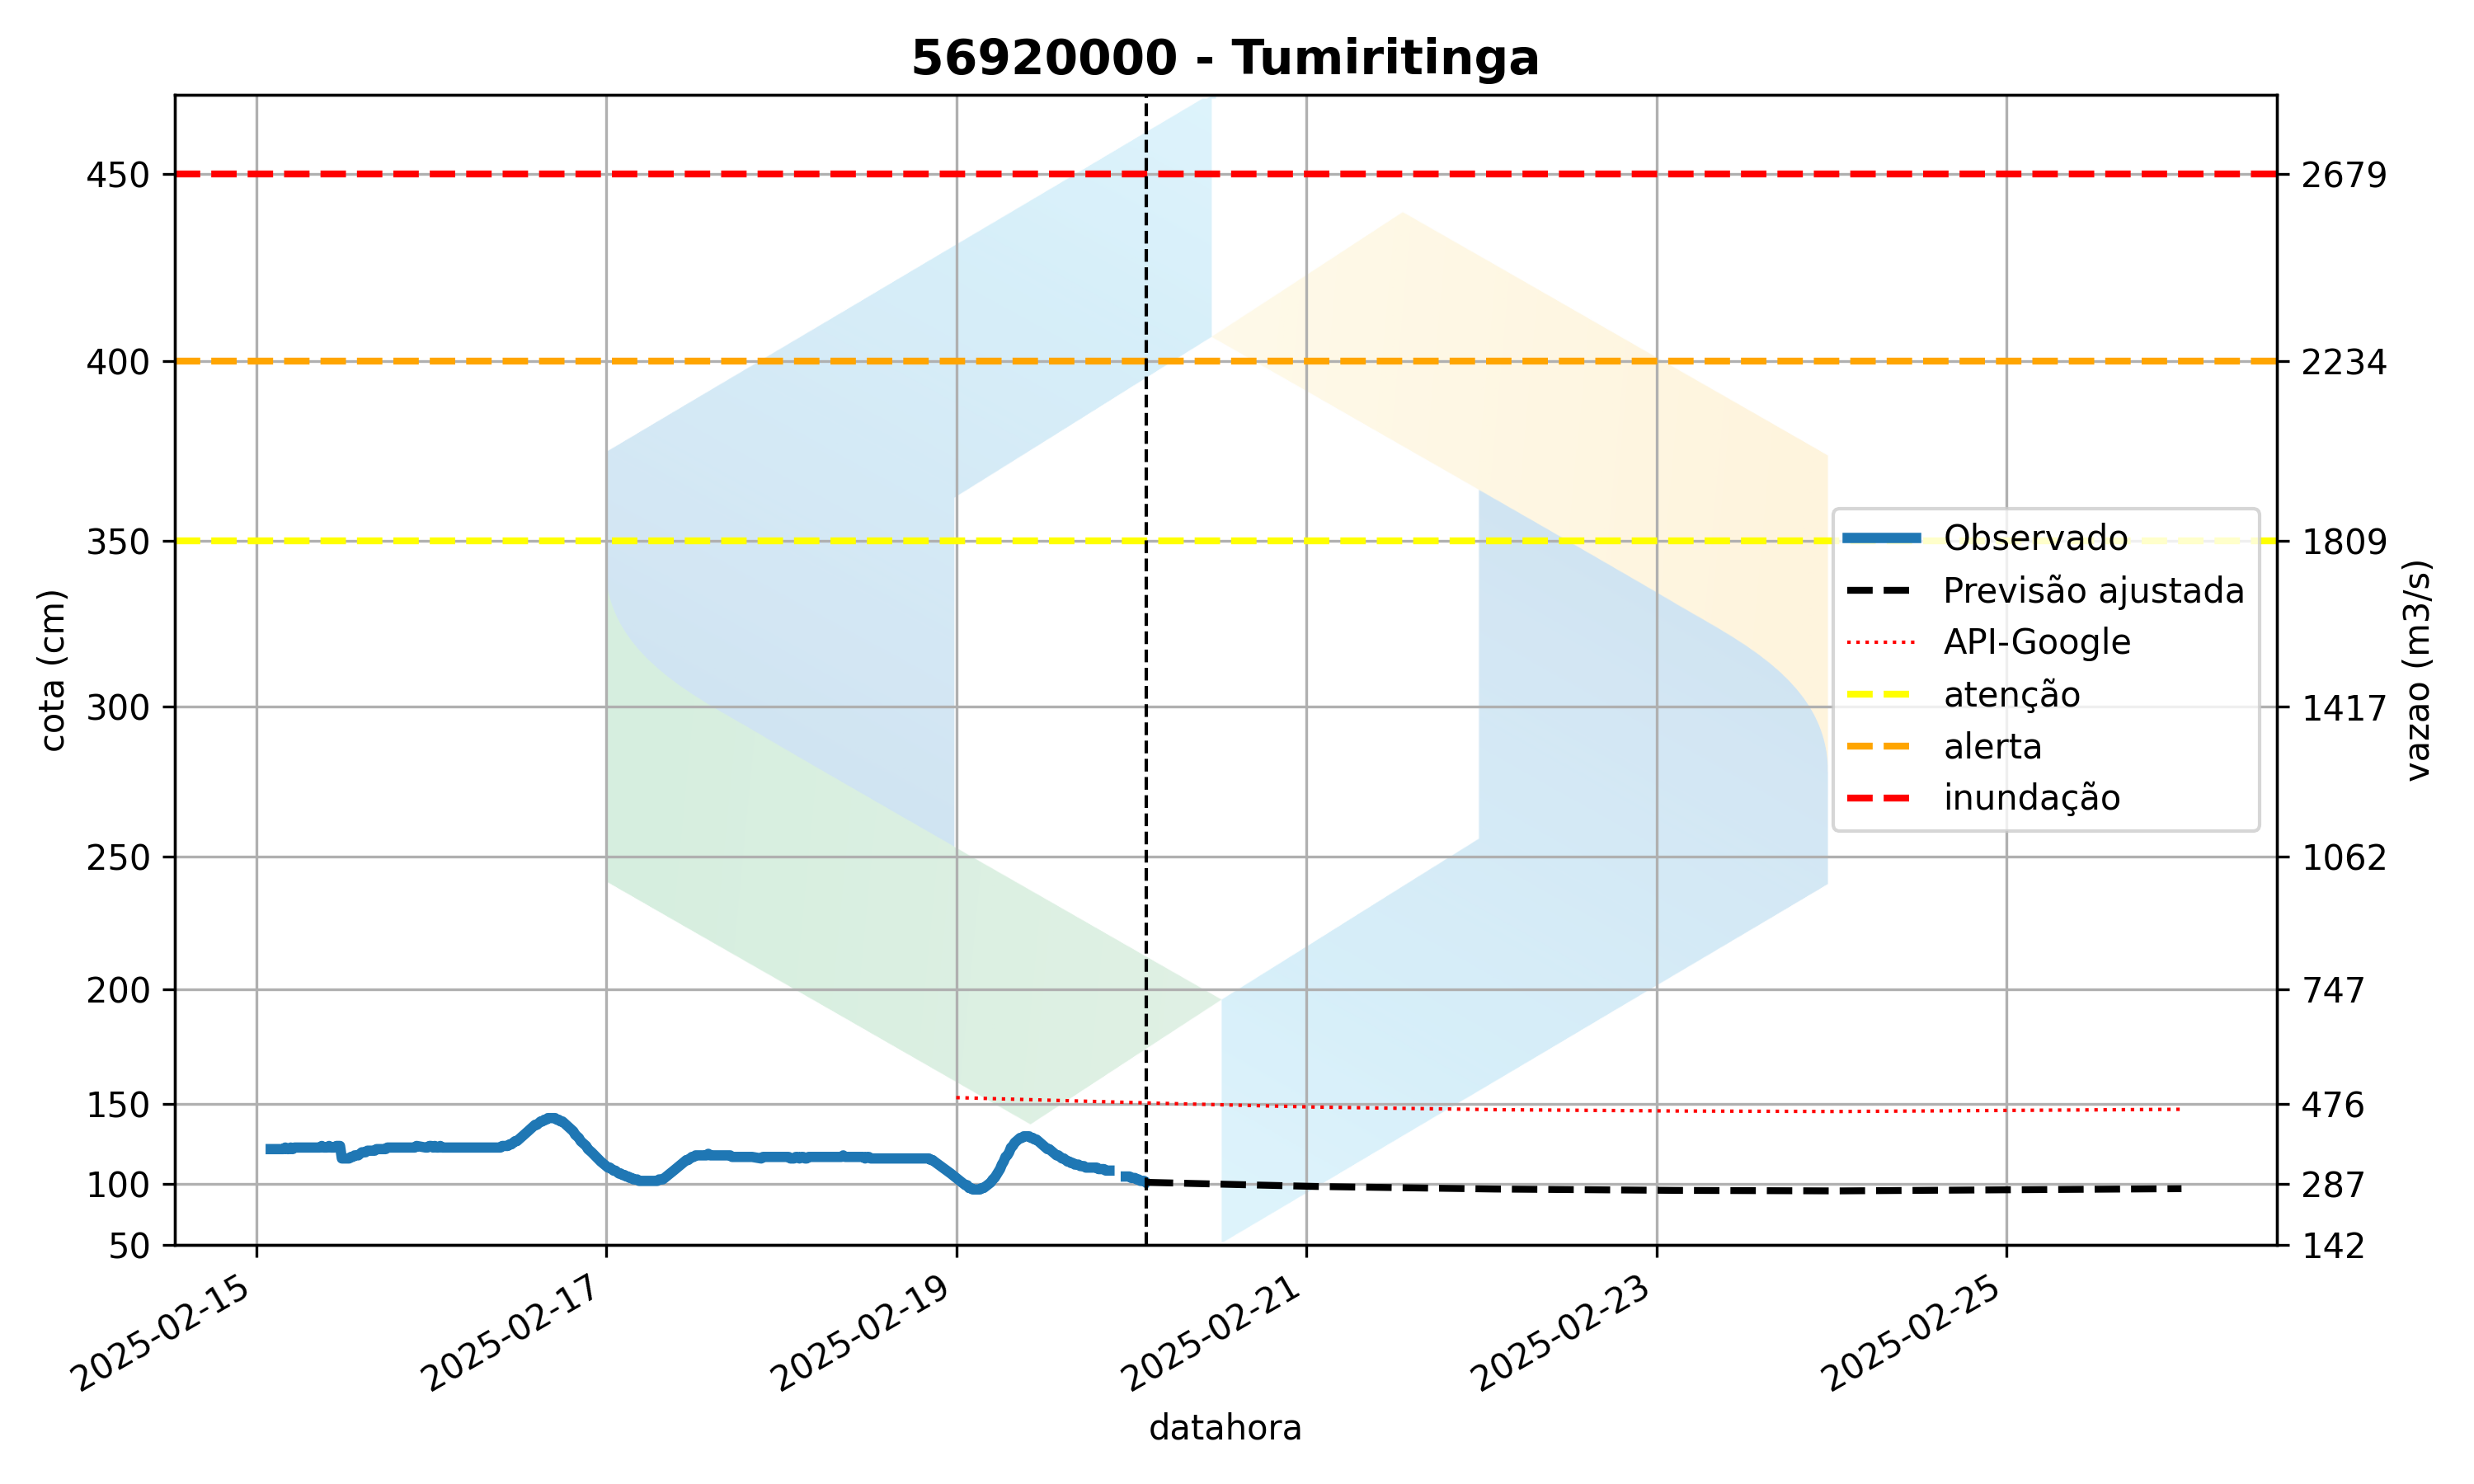 56920000 - Tumiritinga
450
400
350
300
250
200
150
100
50
cota (cm)
2679
2234
1809
1417
1062
747
476
287
142
vazao (m3/s)
Observado
Previsão ajustada
API-Google
atenção
alerta
inundação
2025-02-15
2025-02-17
2025-02-19
2025-02-21
2025-02-23
2025-02-25
datahora